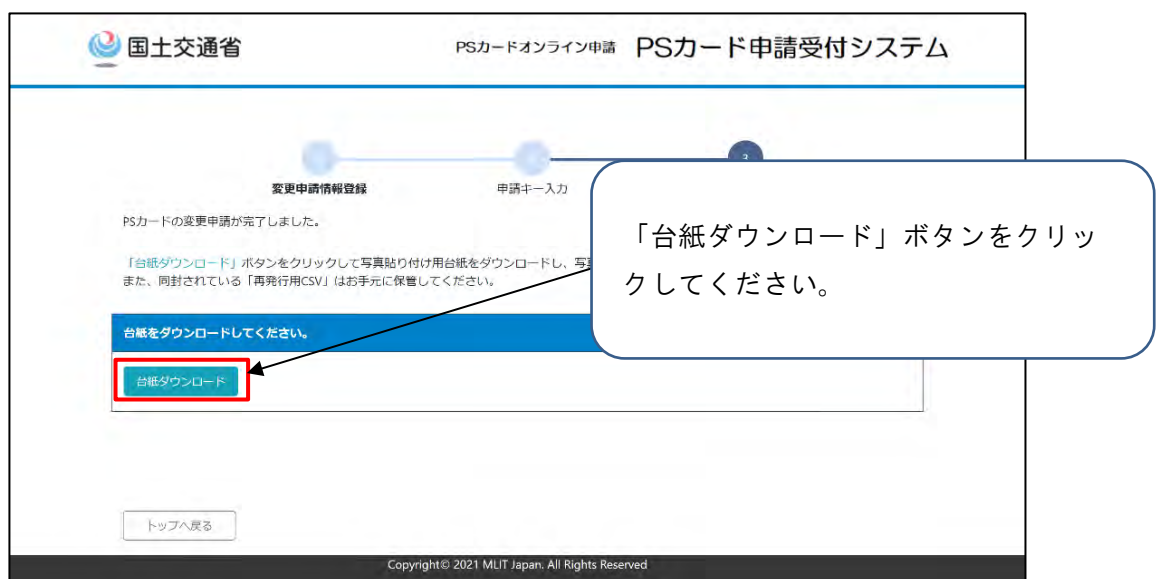 国土交通省
PSカードオンライン申請 PSカード申請受付システム
3
変更申請情報登録
申請キー入力
PSカードの変更申請が完了しました。
「台紙ダウンロード」ボタンをクリックして写真貼り付け用台紙をダウンロードし、写
また、同封されている「再発行用CSV」はお手元に保管してください。
「台紙ダウンロード」ボタンをクリッ
クしてください。
台紙をダウンロードしてください。
台紙ダウンロード
トップへ戻る
Copyright© 2021 MLIT Japan. All Rights Reserved